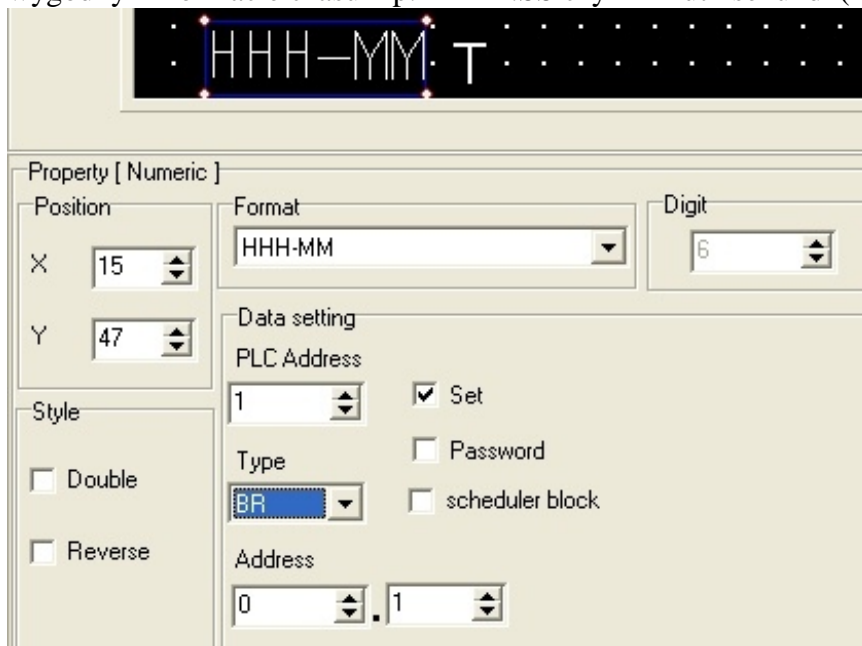 HHH-MM T
Property [ Numeric ]
Position
Format
Digit
X 15
HHH-MM
6
Y 47
Data setting
PLC Address
1
Set
Style
Password
Type
Double
BR
scheduler block
Reverse
Address
0 . 1